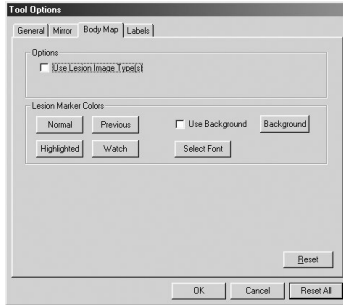 Tool Options
General Mirror Body Map Labels
Options
Use Lesion Image Type(s)
Lesion Marker Colors
Normal Previous Use Background Background
Highlighted Watch Select Font
Reset
OK Cancel Reset All